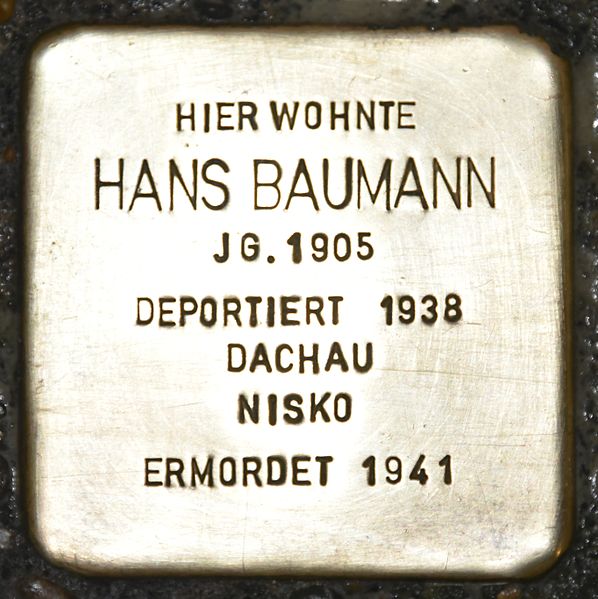 HIER WOHNTE
HANS BAUMANN
JG. 1905
DEPORTIERT 1938
DACHAU
NISKO
ERMORDET 1941